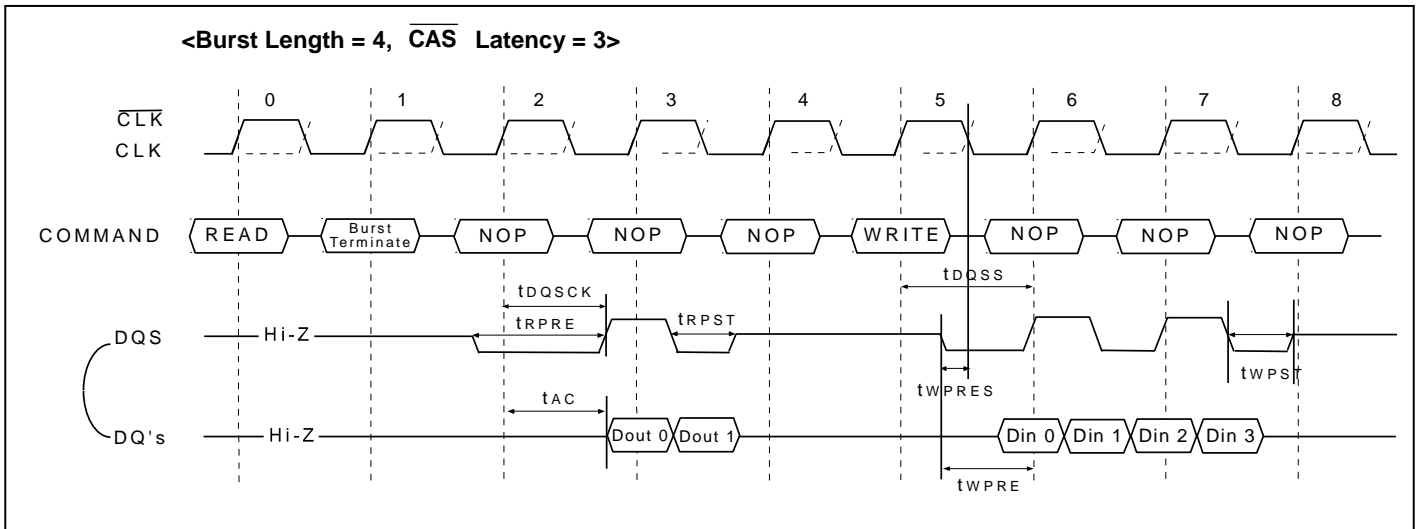 <Burst Length = 4, CAS Latency = 3>
0 1 2 3 4 5 6 7 8
CLK
CLK
COMMAND READ Burst Terminate NOP NOP NOP WRITE NOP NOP NOP
tDQSS
tDQSCK
tRPRE tRPST
DQS Hi-Z
tWPST
tWPRES
tAC
DQ's Hi-Z Dout 0 Dout 1 Din 0 Din 1 Din 2 Din 3
tWPRE